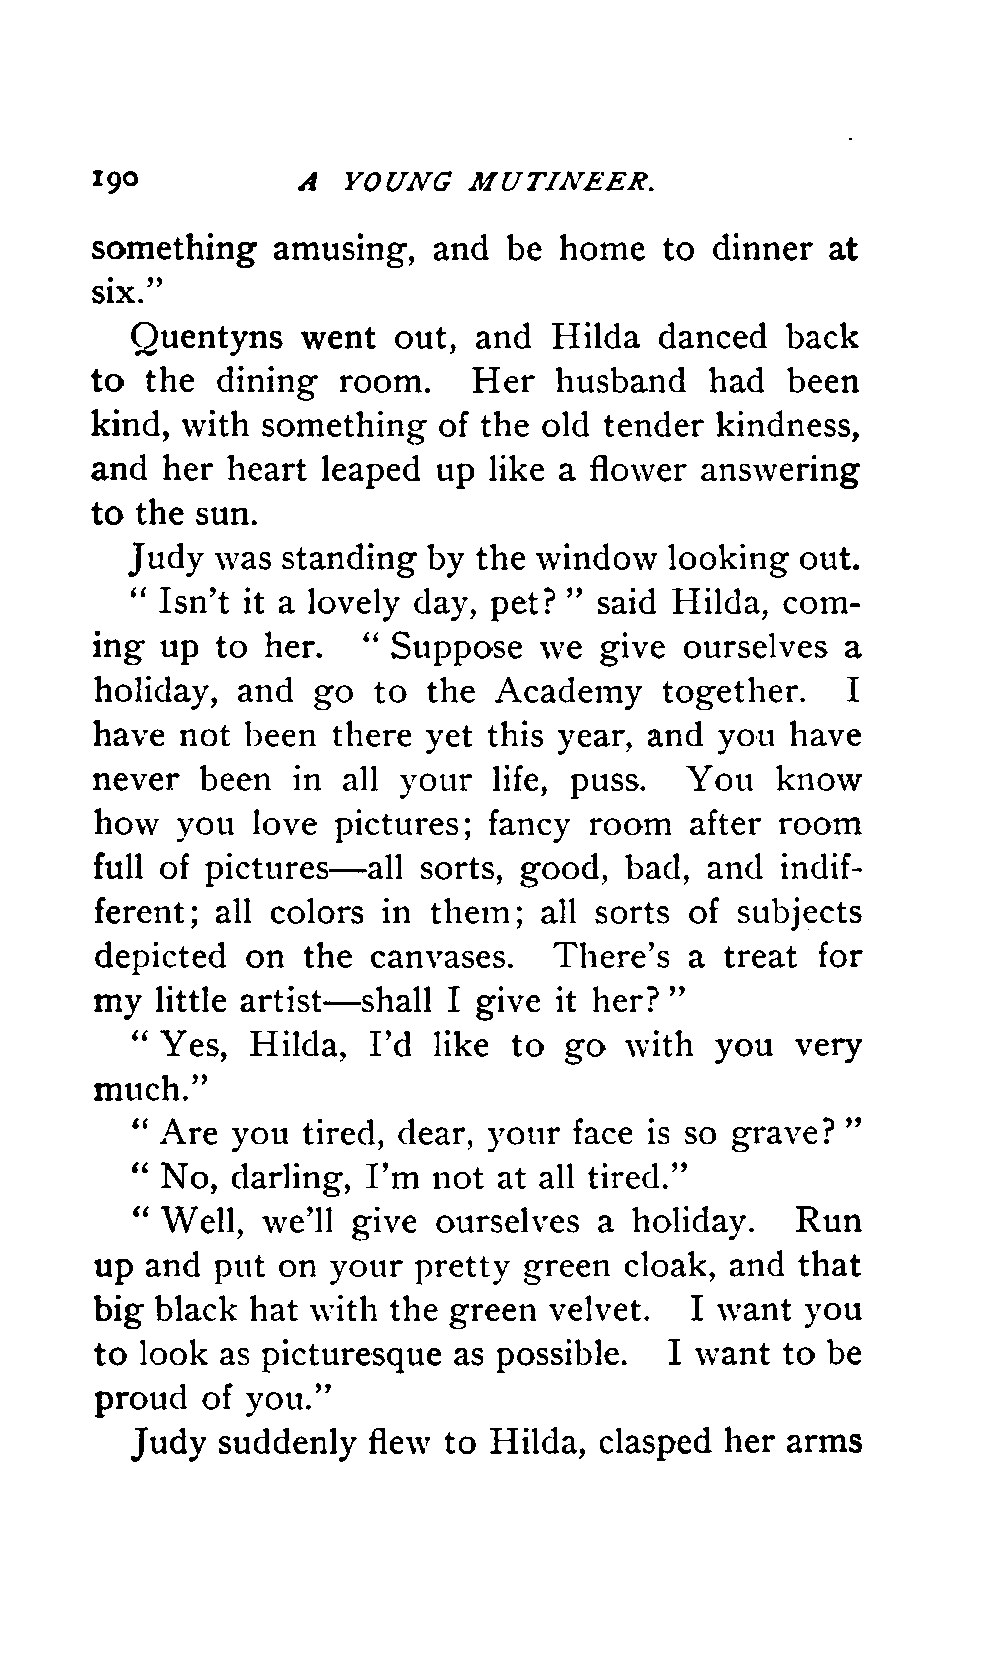 190 A YOUNG MUTINEER.
something amusing, and be home to dinner at
six."
Quentyns went out, and Hilda danced back
to the dining room. Her husband had been
kind, with something of the old tender kindness,
and her heart leaped up like a flower answering
to the sun.
Judy was standing by the window looking out.
" Isn't it a lovely day, pet? " said Hilda, com-
ing up to her. " Suppose we give ourselves a
holiday, and go to the Academy together. I
have not been there yet this year, and you have
never been in all your life, puss. You know
how you love pictures; fancy room after room
full of pictures—all sorts, good, bad, and indif-
ferent; all colors in them; all sorts of subjects
depicted on the canvases. There's a treat for
my little artist—shall I give it her? "
" Yes, Hilda, I'd like to go with you very
much."
" Are you tired, dear, your face is so grave? "
" No, darling, I'm not at all tired."
" Well, we'll give ourselves a holiday. Run
up and put on your pretty green cloak, and that
big black hat with the green velvet. I want you
to look as picturesque as possible. I want to be
proud of you."
Judy suddenly flew to Hilda, clasped her arms